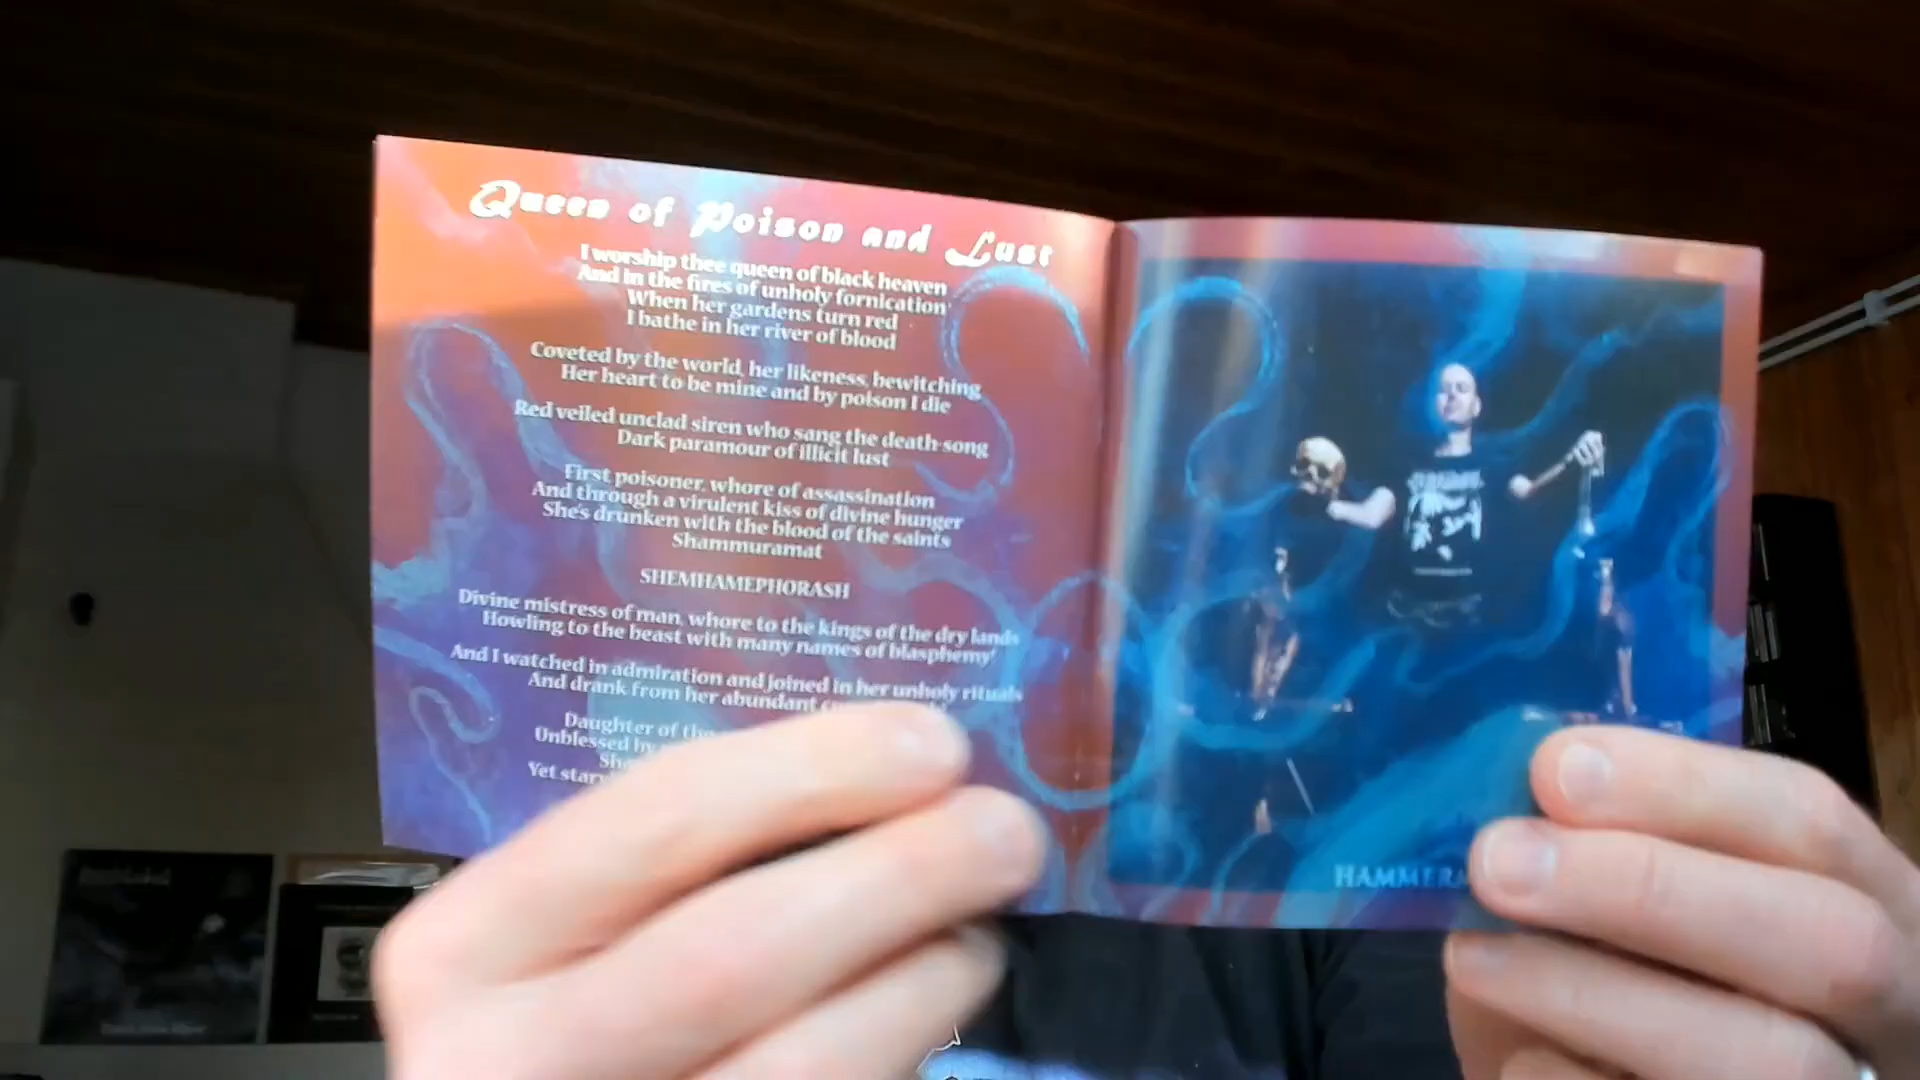 Queen of Poison and Lust
I worship thee queen of black heaven
And in the fires of unholy fornication
When her gardens turn red
I bathe in her river of blood
Coveted by the world, her likeness, bewitching
Her heart to be mine and by poison I die
Red veiled unclad siren who sang the death-song
Dark paramour of illicit lust
First poisoner, whore of assassination
And through a virulent kiss of divine hunger
She's drunken with the blood of the saints
Shammuramat
SHEMHAMEPHORASH
Divine mistress of man, whore to the kings of the dry lands
Howling to the beast with many names of blasphemy!
And I watched in admiration and joined in her unholy rituals
And drank from her abundant
Daughter of the
Unblessed by
Yet